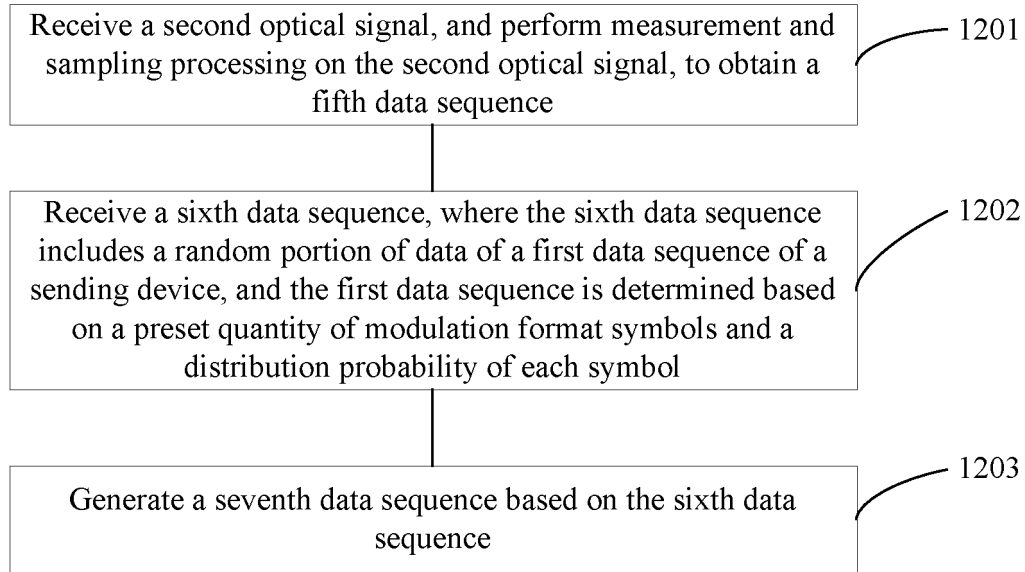 Receive a second optical signal, and perform measurement and
sampling processing on the second optical signal, to obtain a
fifth data sequence
1201
Receive a sixth data sequence, where the sixth data sequence
includes a random portion of data of a first data sequence of a
sending device, and the first data sequence is determined based
on a preset quantity of modulation format symbols and a
distribution probability of each symbol
1202
Generate a seventh data sequence based on the sixth data
sequence
1203